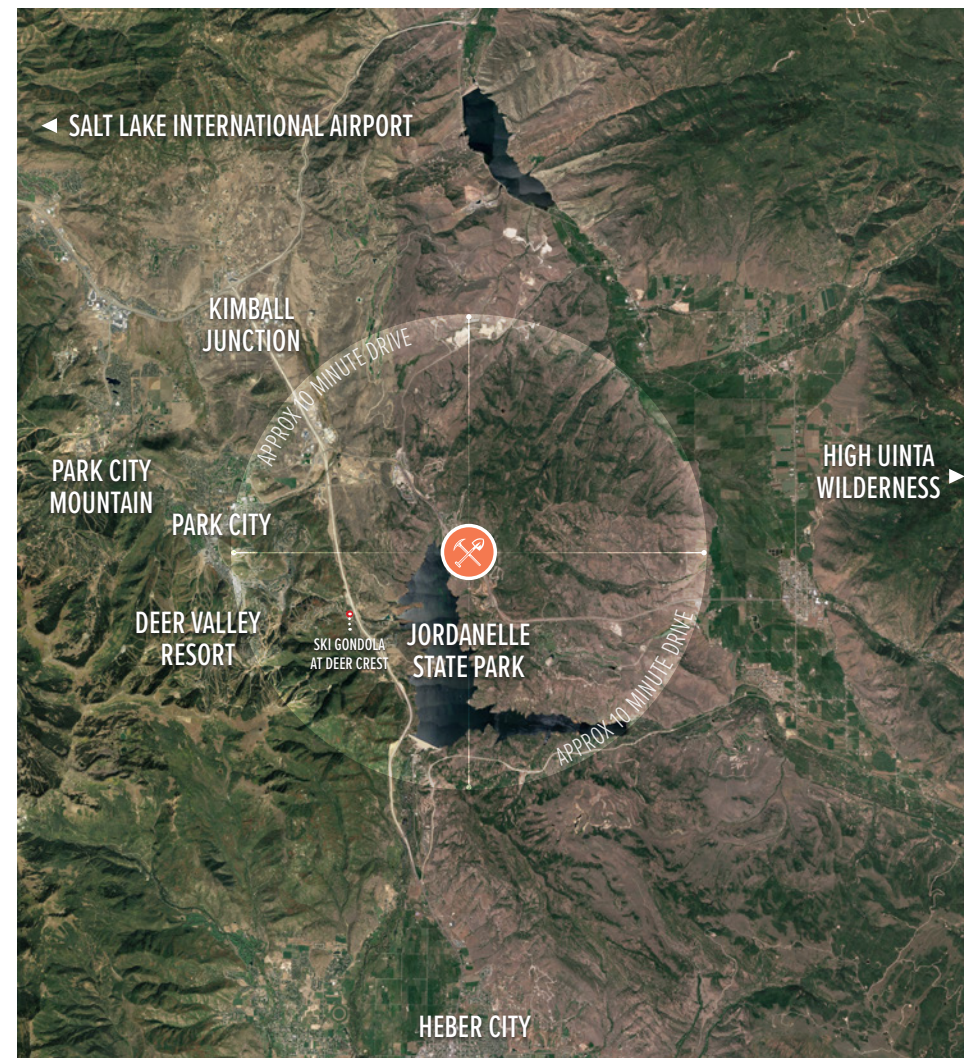 SALT LAKE INTERNATIONAL AIRPORT
KIMBALL
JUNCTION
APPROX 10 MINUTE DRIVE
PARK CITY
MOUNTAIN
HIGH UINTA
WILDERNESS
PARK CITY
DEER VALLEY
RESORT
SKI GONDOLA
AT DEER CREST
JORDANELLE
STATE PARK
APPROX 10 MINUTE DRIVE
HEBER CITY